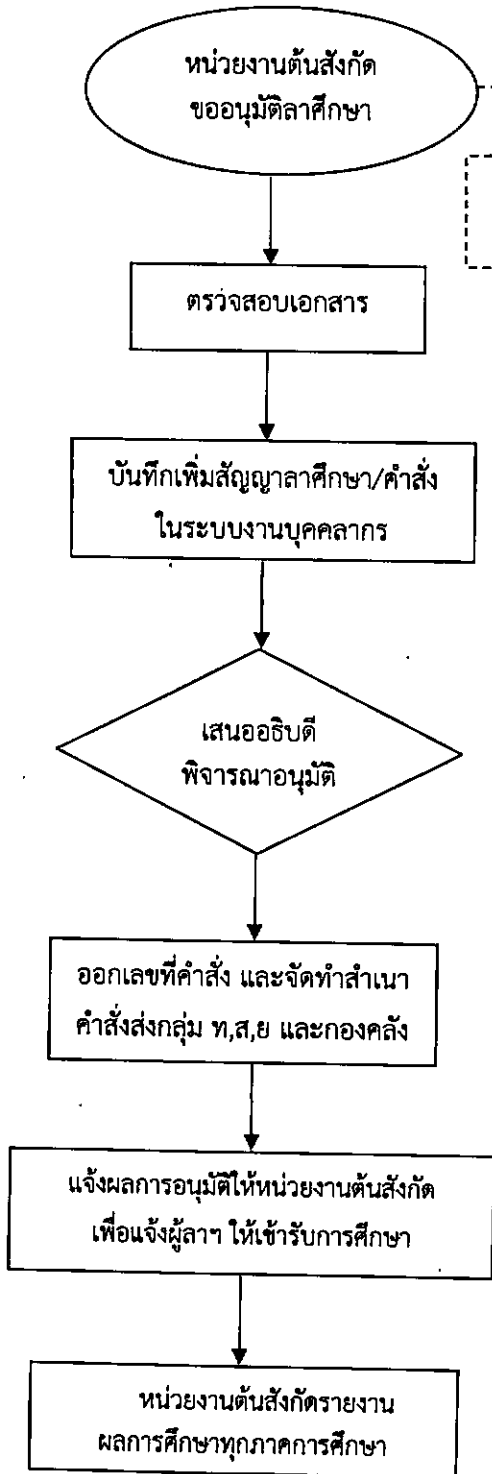 หน่วยงานต้นสังกัด
ขออนุมัติลาศึกษา
ตรวจสอบเอกสาร
บันทึกเพิ่มสัญญาลาศึกษา/คำสั่ง
ในระบบงานบุคคลากร
เสนออธิบดี
พิจารณาอนุมัติ
ออกเลขที่คำสั่ง และจัดทำสำเนา
คำสั่งส่งกลุ่ม ท,ส,ย และกองคลัง
แจ้งผลการอนุมัติให้หน่วยงานต้นสังกัด
เพื่อแจ้งผู้ลาฯ ให้เข้ารับการศึกษา
หน่วยงานต้นสังกัดรายงาน
ผลการศึกษาทุกภาคการศึกษา